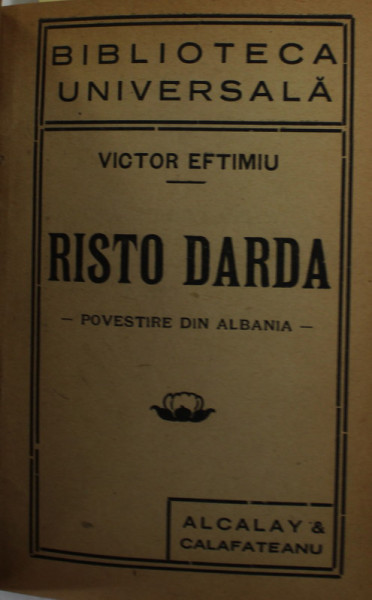 BIBLIOTECA
UNIVERSALĂ
VICTOR EFTIMIU
RISTO DARDA
— POVESTIRE DIN ALBANIA —
ALCALAY &
CALAFATEANU